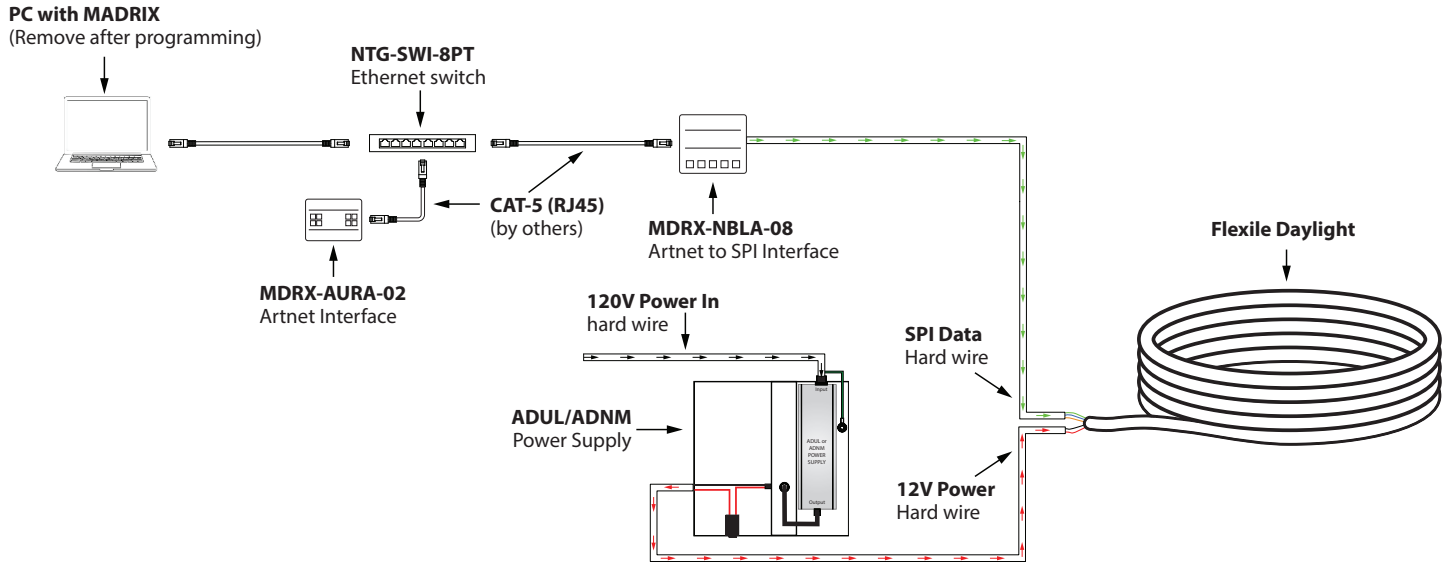 PC with MADRIX
(Remove after programming)
NTG-SWI-8PT
Ethernet switch
CAT-5 (RJ45)
(by others)
MDRX-NBLA-08
Artnet to SPI Interface
MDRX-AURA-02
Artnet Interface
Flexile Daylight
120V Power In
hard wire
SPI Data
Hard wire
ADUL/ADNM
Power Supply
Input
ADUL or
ADNM
POWER
SUPPLY
Output
12V Power
Hard wire